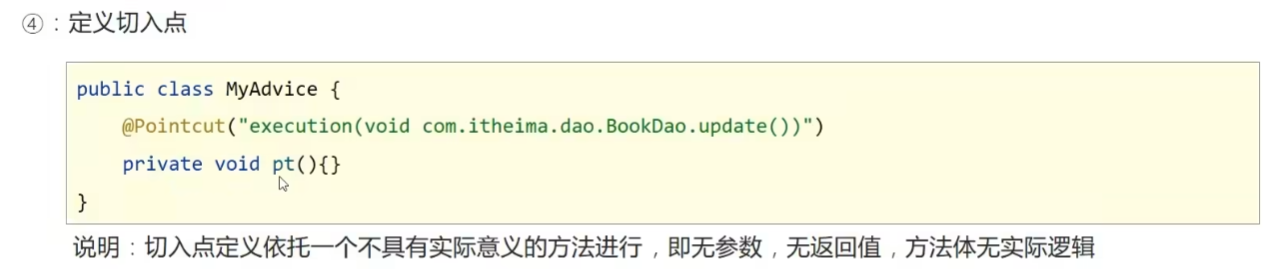 ④：定义切入点
public class MyAdvice {
    @Pointcut("execution(void com.itheima.dao.BookDao.update())")
    private void pt(){}
}
说明：切入点定义依托一个不具有实际意义的方法进行，即无参数，无返回值，方法体无实际逻辑